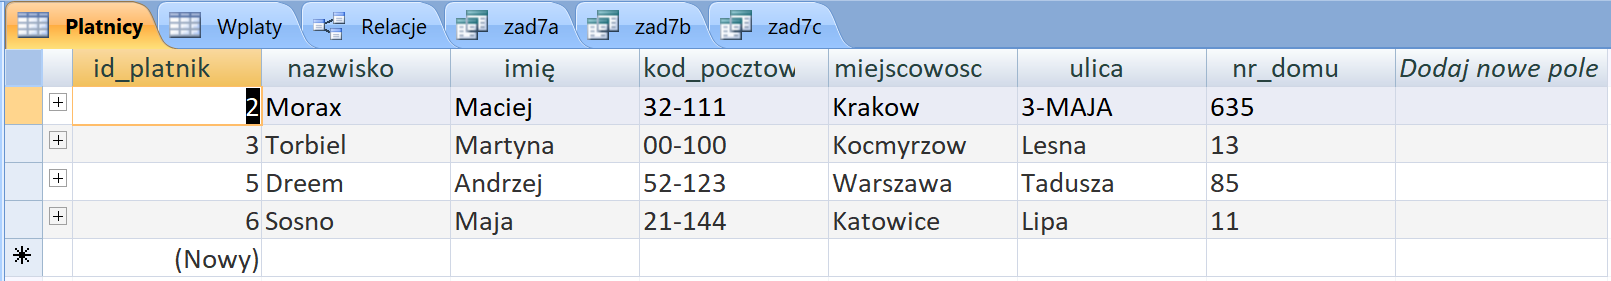 Platnicy Wplaty Relacje zad7a zad7b zad7c
id_platnik nazwisko imię kod_pocztow miejscowosc ulica nr_domu Dodaj nowe pole
2 Morax Maciej 32-111 Krakow 3-MAJA 635
3 Torbiel Martyna 00-100 Kocmyrzow Lesna 13
5 Dreem Andrzej 52-123 Warszawa Tadusza 85
6 Sosno Maja 21-144 Katowice Lipa 11
(Nowy)